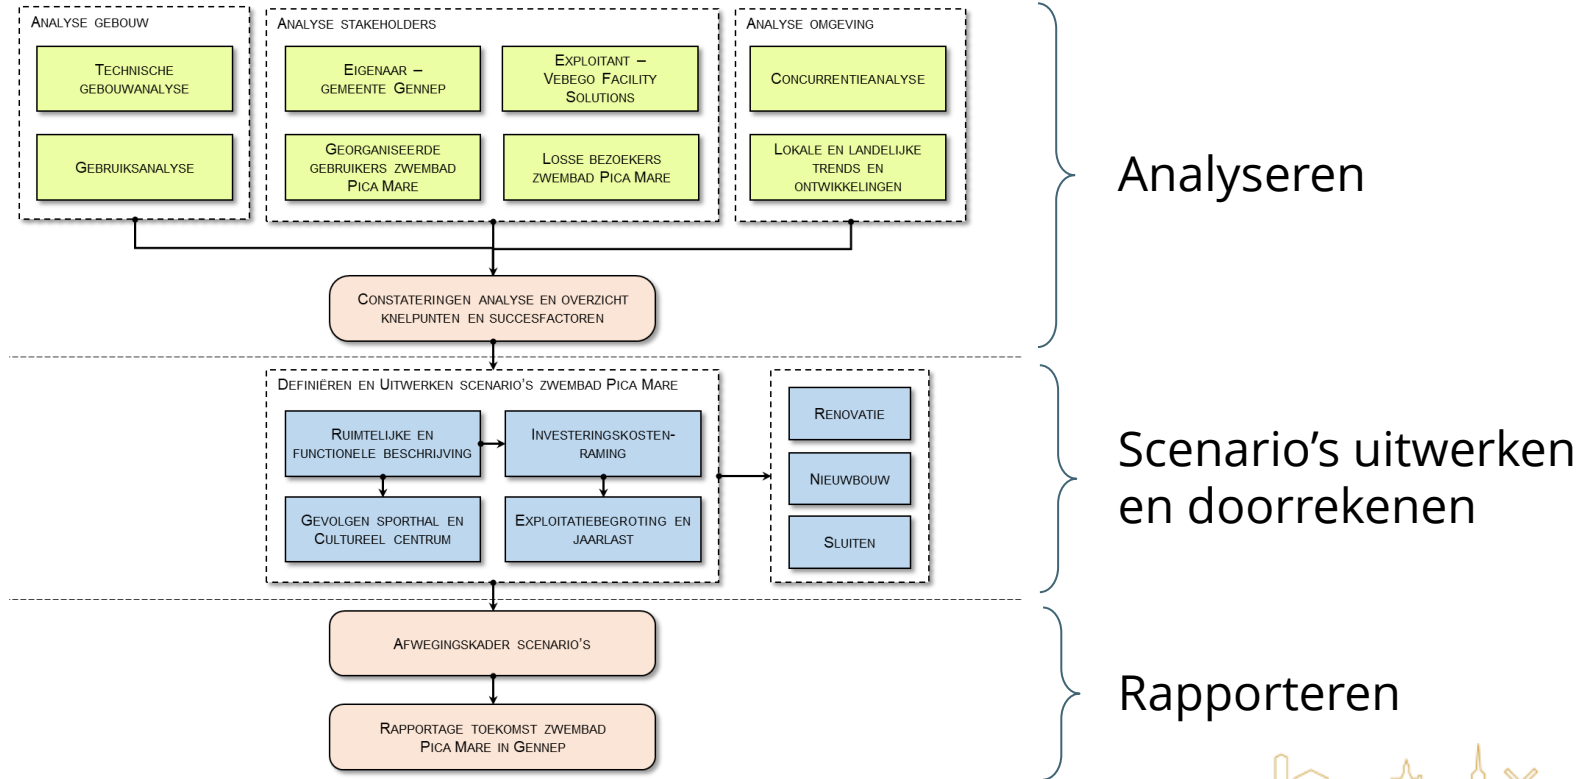 Analyse gebouw
Technische
gebouwanalyse
Gebruiksanalyse
Analyse stakeholders
Eigenaar –
gemeente Gennep
Exploitant –
Vebego Facility
Solutions
Georganiseerde
gebruikers zwembad
Pica Mare
Losse bezoekers
zwembad Pica Mare
Analyse omgeving
Concurrentieanalyse
Lokale en landelijke
trends en
ontwikkelingen
Constateringen analyse en overzicht
knelpunten en succesfactoren
Analyseren
Definiëren en Uitwerken scenario's zwembad Pica Mare
Ruimtelijke en
functionele beschrijving
Investeringskosten-
raming
Gevolgen sporthal en
Cultureel centrum
Exploitatiebegroting en
jaarlast
Renovatie
Nieuwbouw
Sluiten
Scenario's uitwerken
en doorrekenen
Afwegingskader scenario's
Rapportage toekomst zwembad
Pica Mare in Gennep
Rapporteren